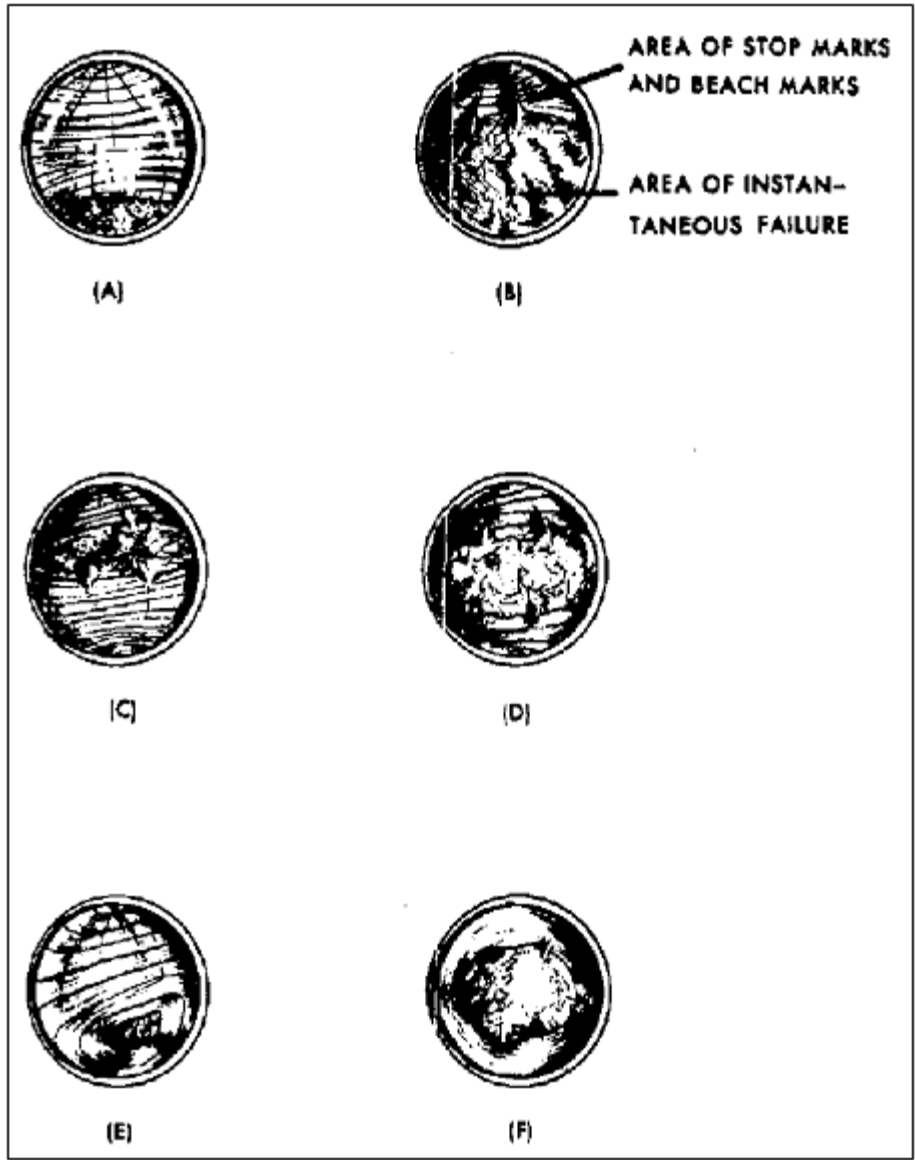 AREA OF STOP MARKS
AND BEACH MARKS
AREA OF INSTAN-
TANEOUS FAILURE
(A)
(B)
(C)
(D)
(E)
(F)